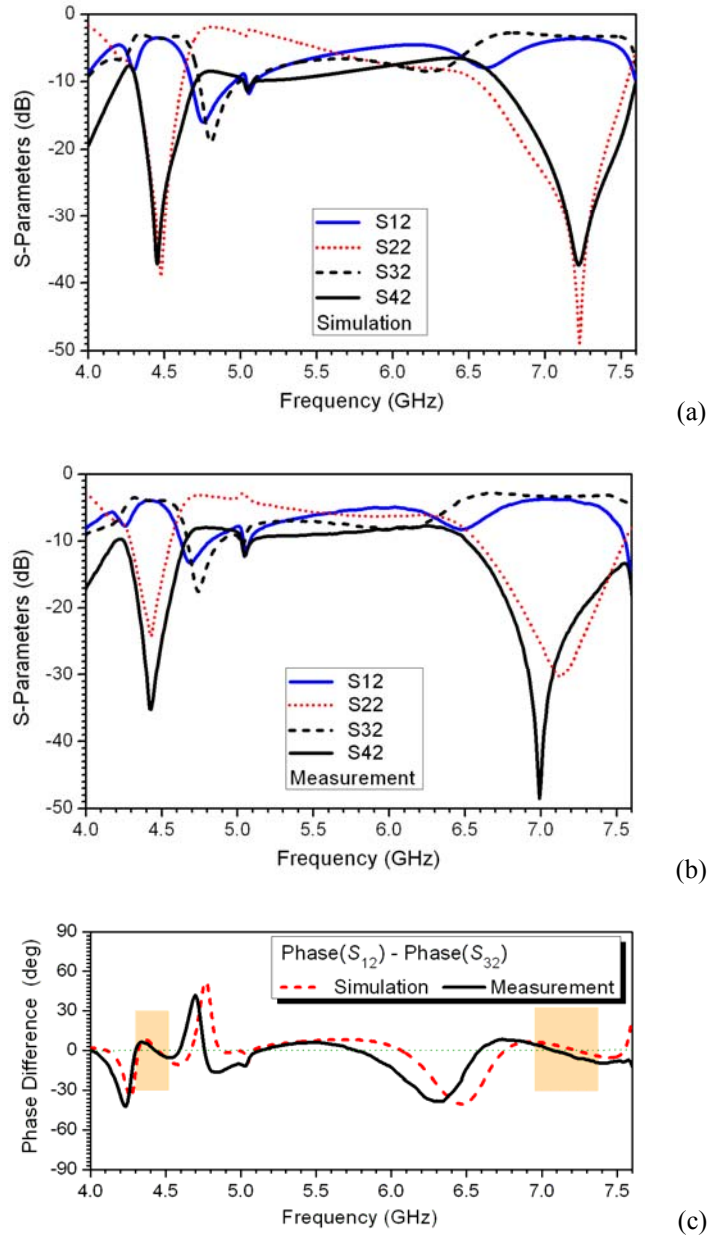 0
-10
-20
-30
-40
-50
S-Parameters (dB)
S12
S22
S32
S42
Simulation
4.0 4.5 5.0 5.5 6.0 6.5 7.0 7.5
Frequency (GHz)
(a)
0
-10
-20
-30
-40
-50
S-Parameters (dB)
S12
S22
S32
S42
Measurement
4.0 4.5 5.0 5.5 6.0 6.5 7.0 7.5
Frequency (GHz)
(b)
90
60
30
0
-30
-60
-90
Phase Difference (deg)
Phase(S12) - Phase(S32)
Simulation Measurement
4.0 4.5 5.0 5.5 6.0 6.5 7.0 7.5
Frequency (GHz)
(c)